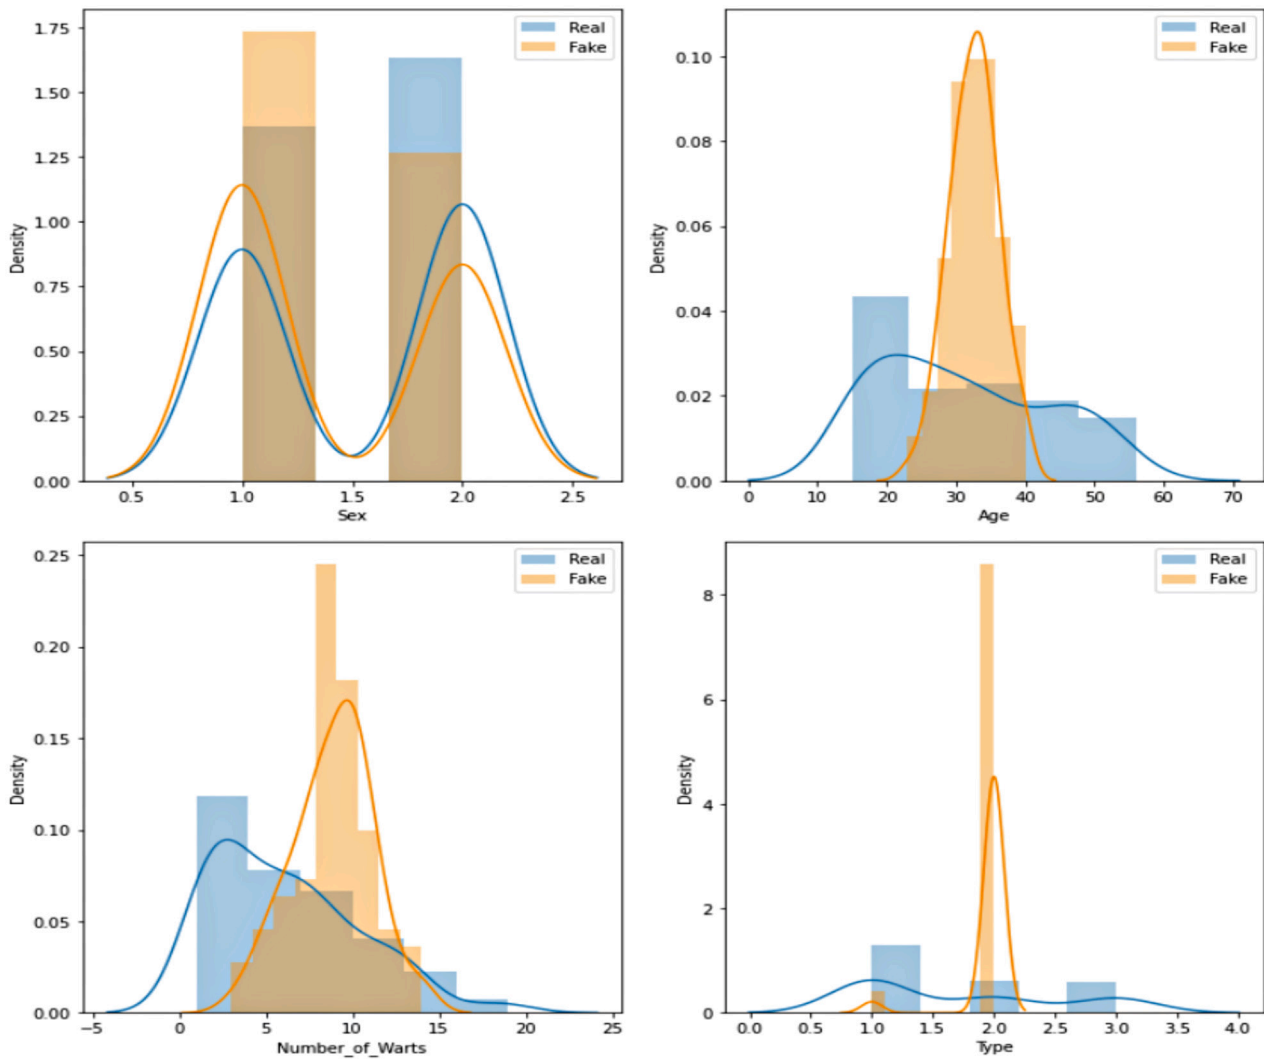 1.75
1.50
1.25
1.00
0.75
0.50
0.25
0.00
Density
0.5 1.0 1.5 2.0 2.5
Sex
Real
Fake
0.10
0.08
0.06
0.04
0.02
0.00
Density
0 10 20 30 40 50 60 70
Age
Real
Fake
0.25
0.20
0.15
0.10
0.05
0.00
Density
−5 0 5 10 15 20 25
Number_of_Warts
Real
Fake
8
6
4
2
0
Density
0.0 0.5 1.0 1.5 2.0 2.5 3.0 3.5 4.0
Type
Real
Fake